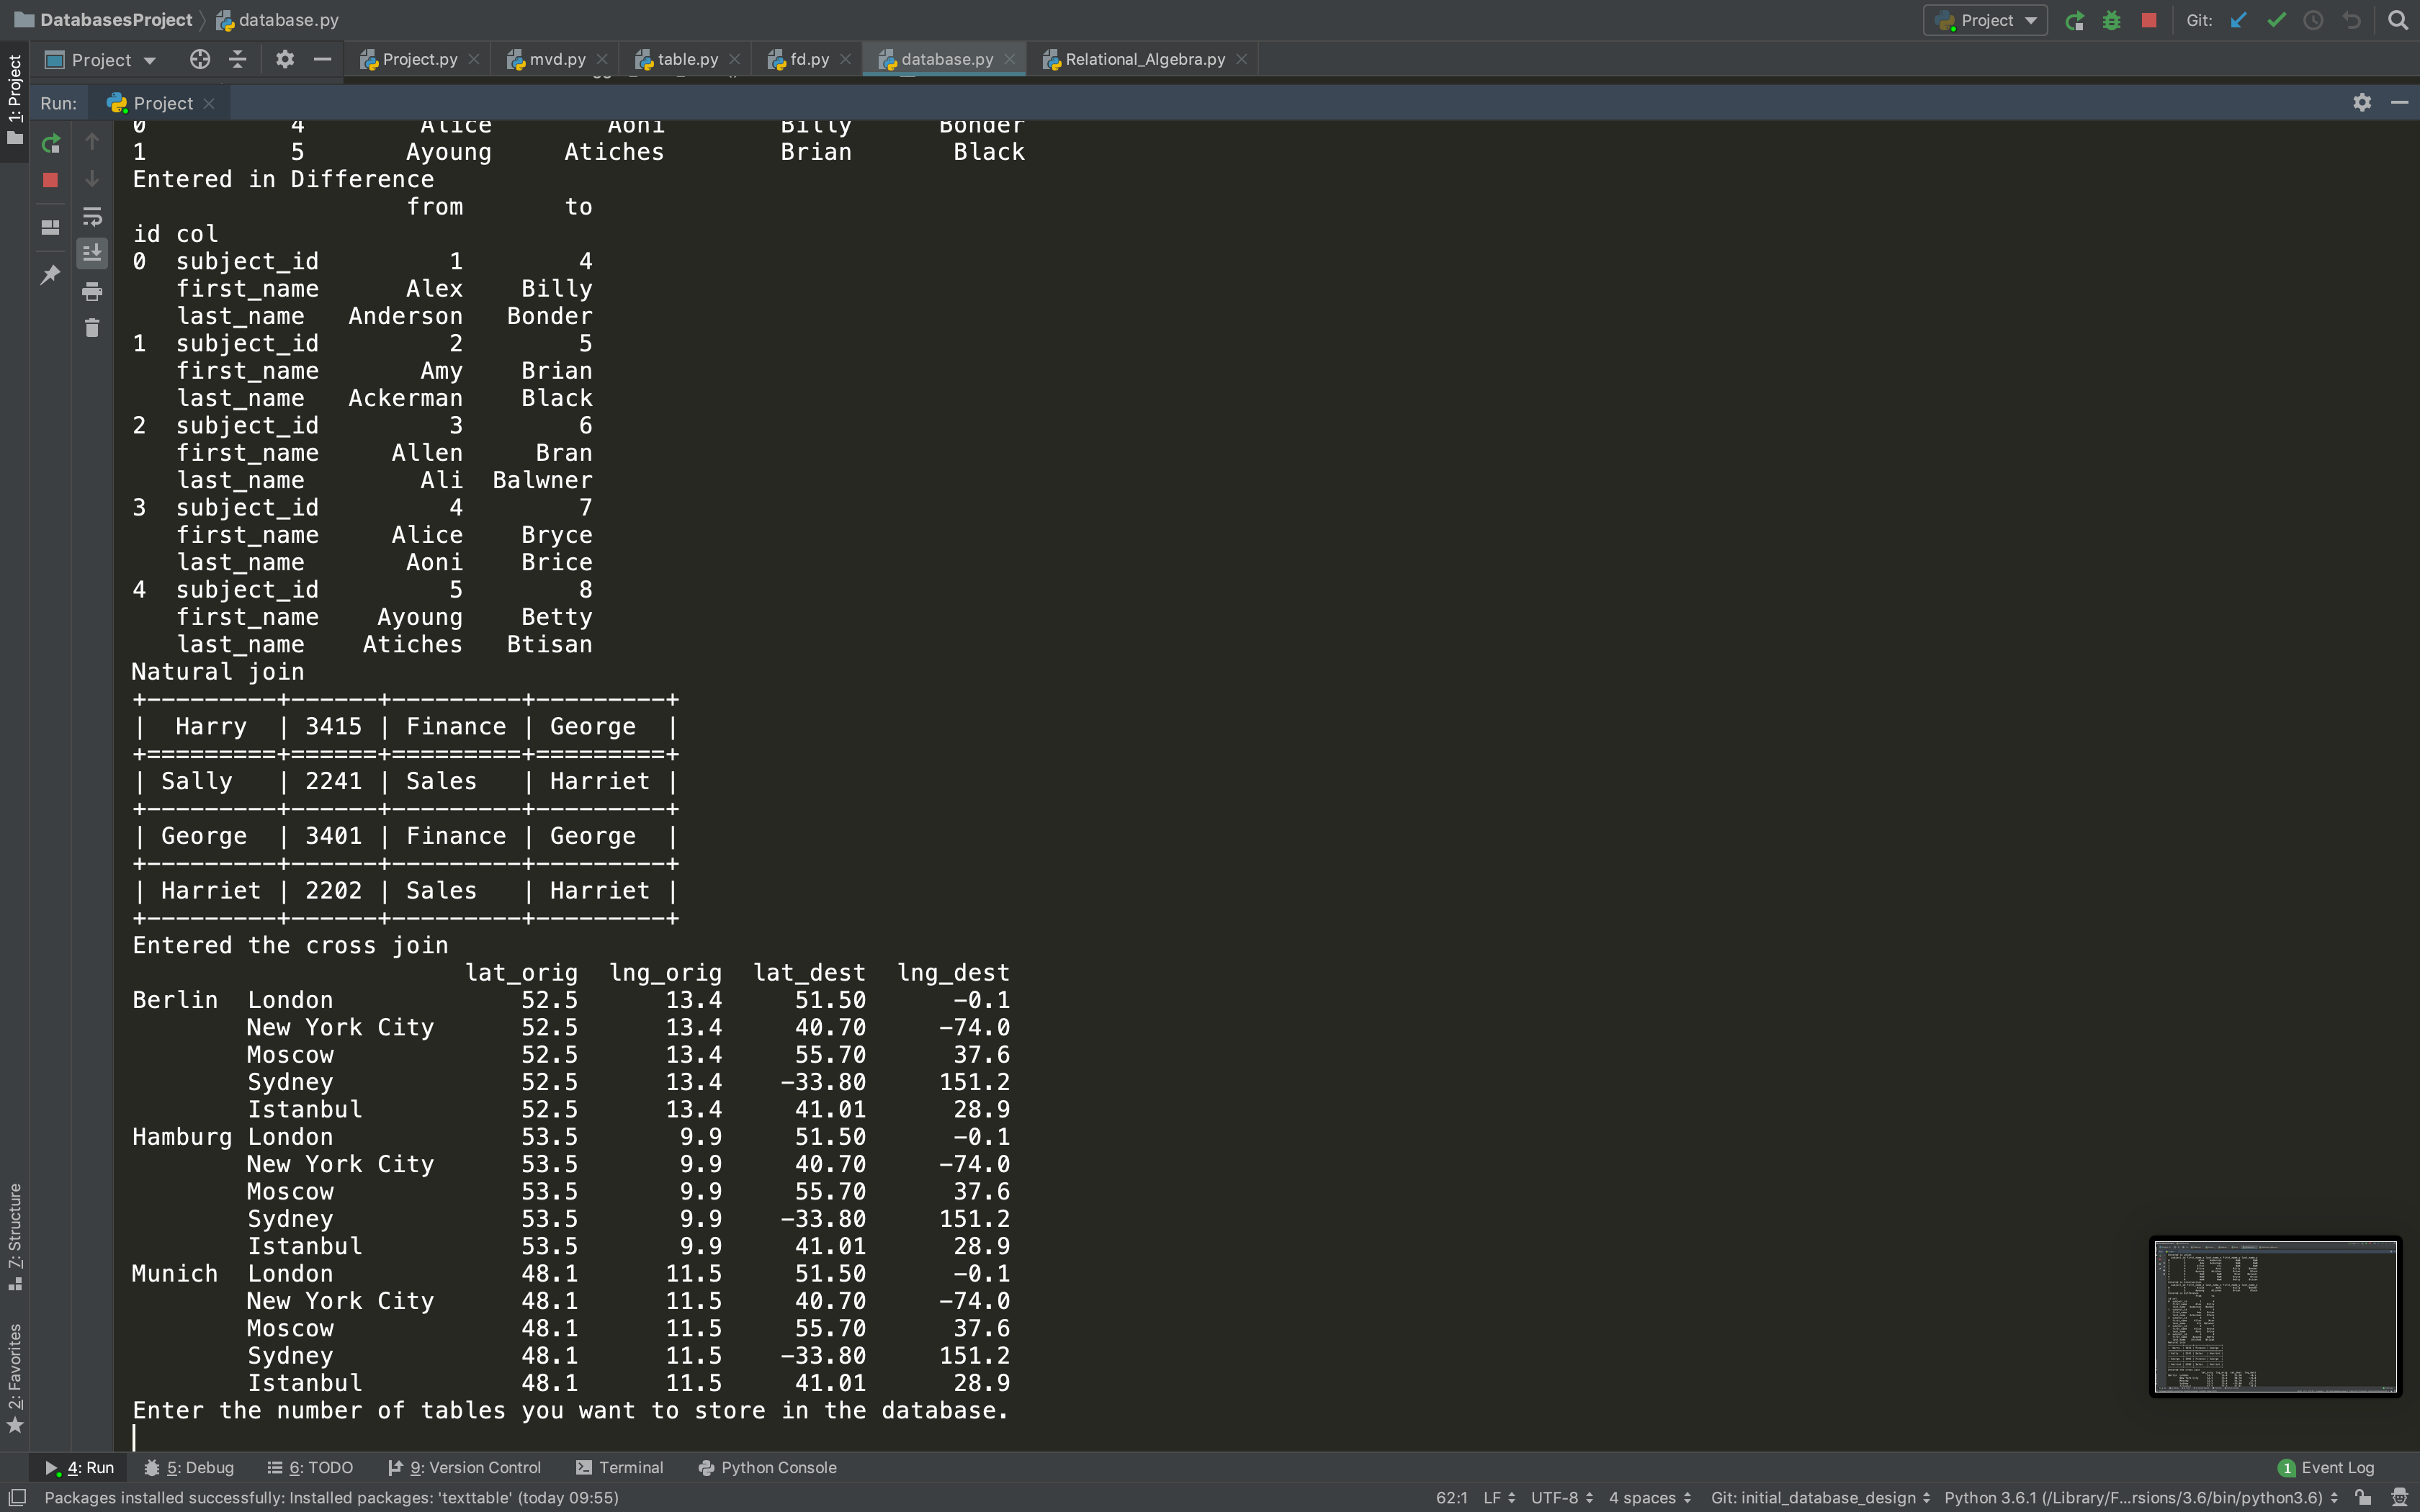 DatabasesProject database.py Project Git:
Project Project.py mvd.py table.py fd.py database.py Relational_Algebra.py
1: Project
Run: Project
0 4 Alice Aoni Billy Bonder
1 5 Ayoung Atiches Brian Black
Entered in Difference
from to
id col
0 subject_id 1 4
first_name Alex Billy
last_name Anderson Bonder
1 subject_id 2 5
first_name Amy Brian
last_name Ackerman Black
2 subject_id 3 6
first_name Allen Bran
last_name Ali Balwner
3 subject_id 4 7
first_name Alice Bryce
last_name Aoni Brice
4 subject_id 5 8
first_name Ayoung Betty
last_name Atiches Btisan
Natural join
+---------+------+---------+---------+
|  Harry  | 3415 | Finance | George  |
+=========+======+=========+=========+
| Sally   | 2241 | Sales   | Harriet |
+---------+------+---------+---------+
| George  | 3401 | Finance | George  |
+---------+------+---------+---------+
| Harriet | 2202 | Sales   | Harriet |
+---------+------+---------+---------+
Entered the cross join
lat_orig lng_orig lat_dest lng_dest
Berlin London 52.5 13.4 51.50 -0.1
New York City 52.5 13.4 40.70 -74.0
Moscow 52.5 13.4 55.70 37.6
Sydney 52.5 13.4 -33.80 151.2
Istanbul 52.5 13.4 41.01 28.9
Hamburg London 53.5 9.9 51.50 -0.1
New York City 53.5 9.9 40.70 -74.0
Moscow 53.5 9.9 55.70 37.6
Sydney 53.5 9.9 -33.80 151.2
Istanbul 53.5 9.9 41.01 28.9
Munich London 48.1 11.5 51.50 -0.1
New York City 48.1 11.5 40.70 -74.0
Moscow 48.1 11.5 55.70 37.6
Sydney 48.1 11.5 -33.80 151.2
Istanbul 48.1 11.5 41.01 28.9
Enter the number of tables you want to store in the database.
7: Structure
2: Favorites
4: Run 5: Debug 6: TODO 9: Version Control Terminal Python Console 1 Event Log
Packages installed successfully: Installed packages: 'texttable' (today 09:55) 62:1 LF UTF-8 4 spaces Git: initial_database_design Python 3.6.1 (/Library/F...rsions/3.6/bin/python3.6)